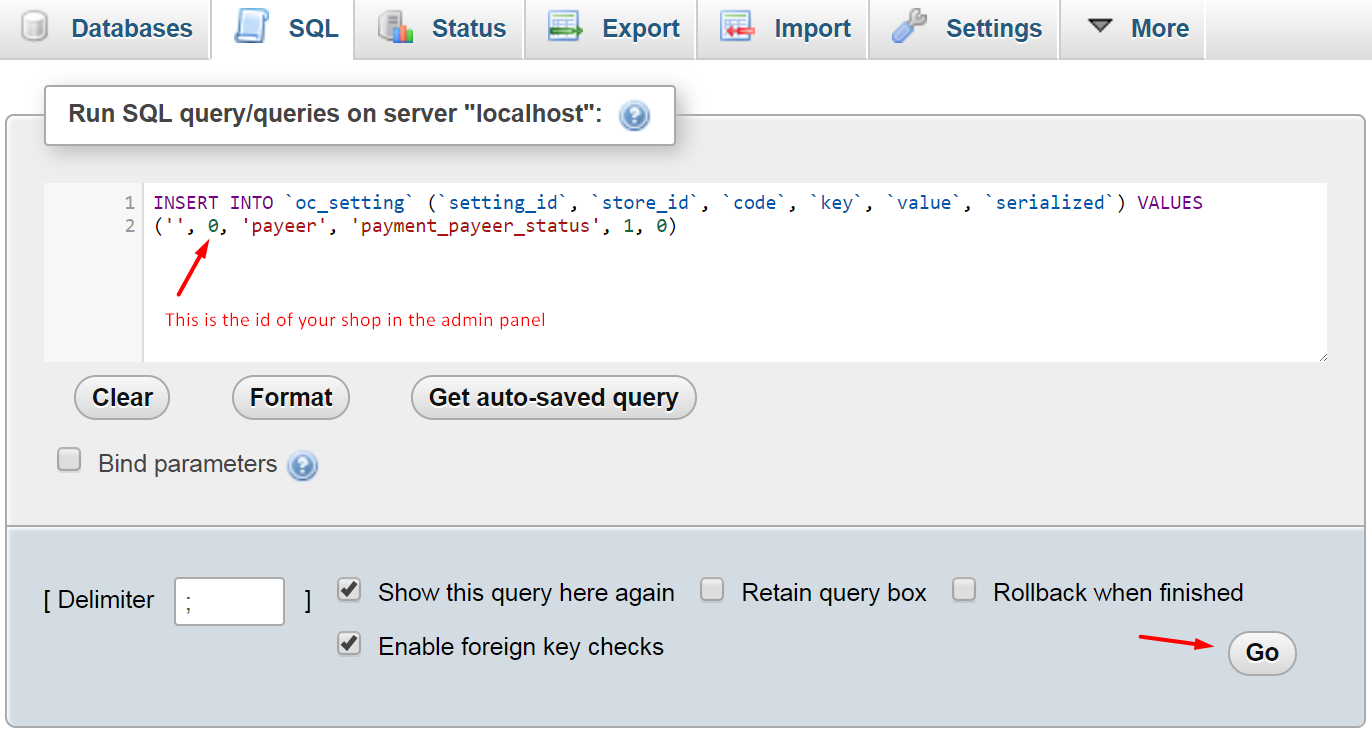 Databases SQL Status Export Import Settings More
Run SQL query/queries on server "localhost":
1 INSERT INTO `oc_setting` (`setting_id`, `store_id`, `code`, `key`, `value`, `serialized`) VALUES
2 ('', 0, 'payeer', 'payment_payeer_status', 1, 0)
This is the id of your shop in the admin panel
Clear Format Get auto-saved query
Bind parameters
[ Delimiter ; ] Show this query here again Retain query box Rollback when finished
Enable foreign key checks
Go